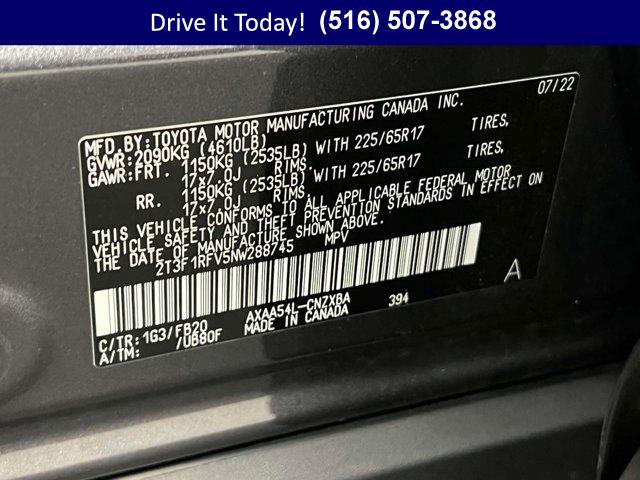 Drive It Today! (516) 507-3868
MFD. BY: TOYOTA MOTOR MANUFACTURING CANADA INC. 07/22
GVWR: 2090KG (4610LB)
GAWR: FRT. 1150KG (2535LB) WITH 225/65R17 TIRES,
17x7.0J RIMS.
RR. 1150KG (2535LB) WITH 225/65R17 TIRES,
17x7.0J RIMS.
THIS VEHICLE CONFORMS TO ALL APPLICABLE FEDERAL MOTOR
VEHICLE SAFETY AND THEFT PREVENTION STANDARDS IN EFFECT
ON THE DATE OF MANUFACTURE SHOWN ABOVE.
2T3F1RFV5NW288745 MPV
A
C/TR: 1G3/FB20 AXAA54L-CNZXBA 394
A/TM: /UB80F MADE IN CANADA